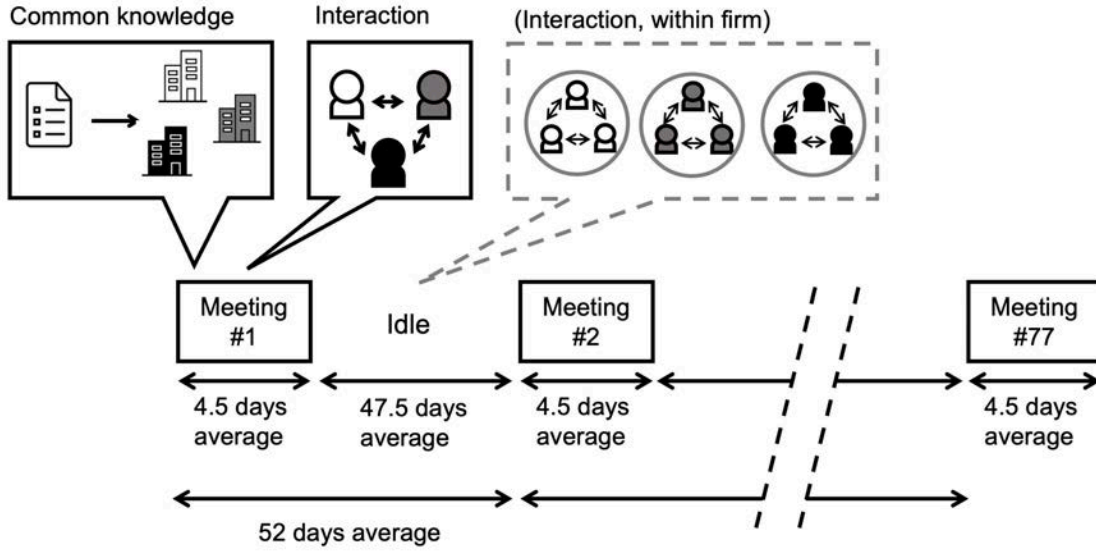 Common knowledge
Interaction
(Interaction, within firm)
Meeting
#1
Idle
Meeting
#2
Meeting
#77
4.5 days
average
47.5 days
average
4.5 days
average
4.5 days
average
52 days average